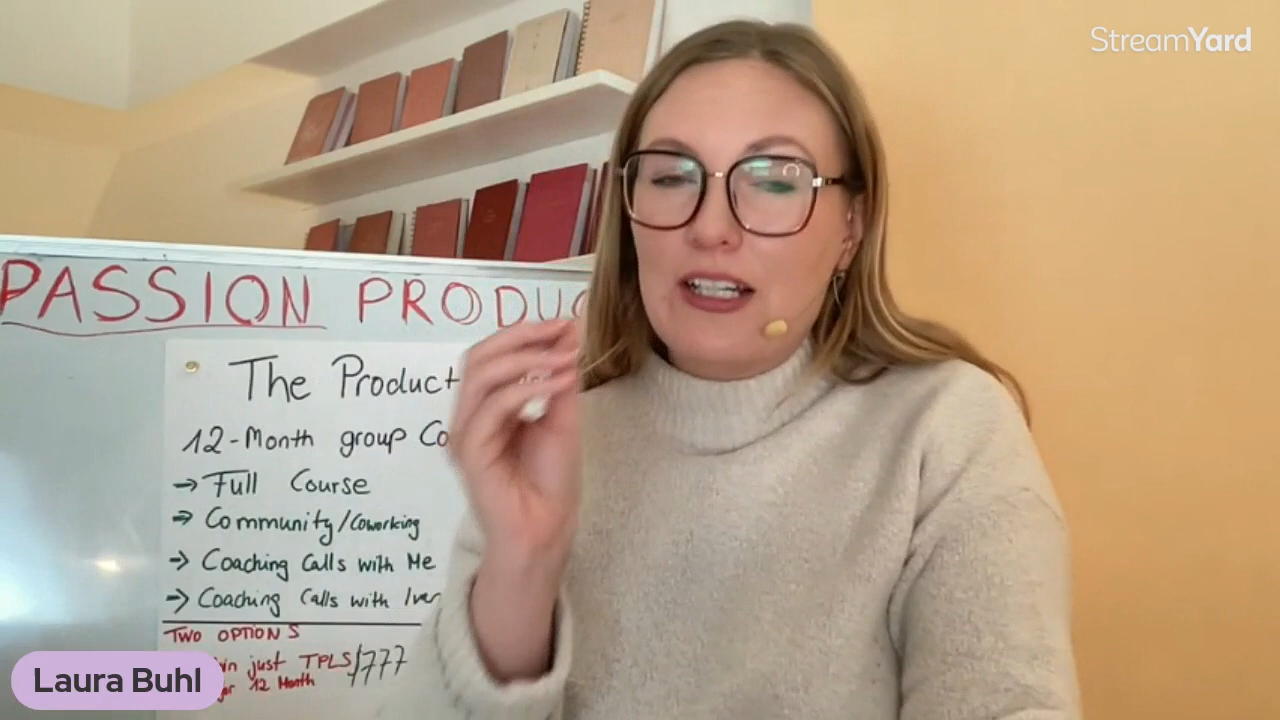 StreamYard
PASSION PRODUC
The Product
12-Month group Co
→ Full Course
→ Community/Coworking
→ Coaching Calls with Me
→ Coaching Calls with Iver
TWO OPTIONS
just TPLS/777
12 Month
Laura Buhl